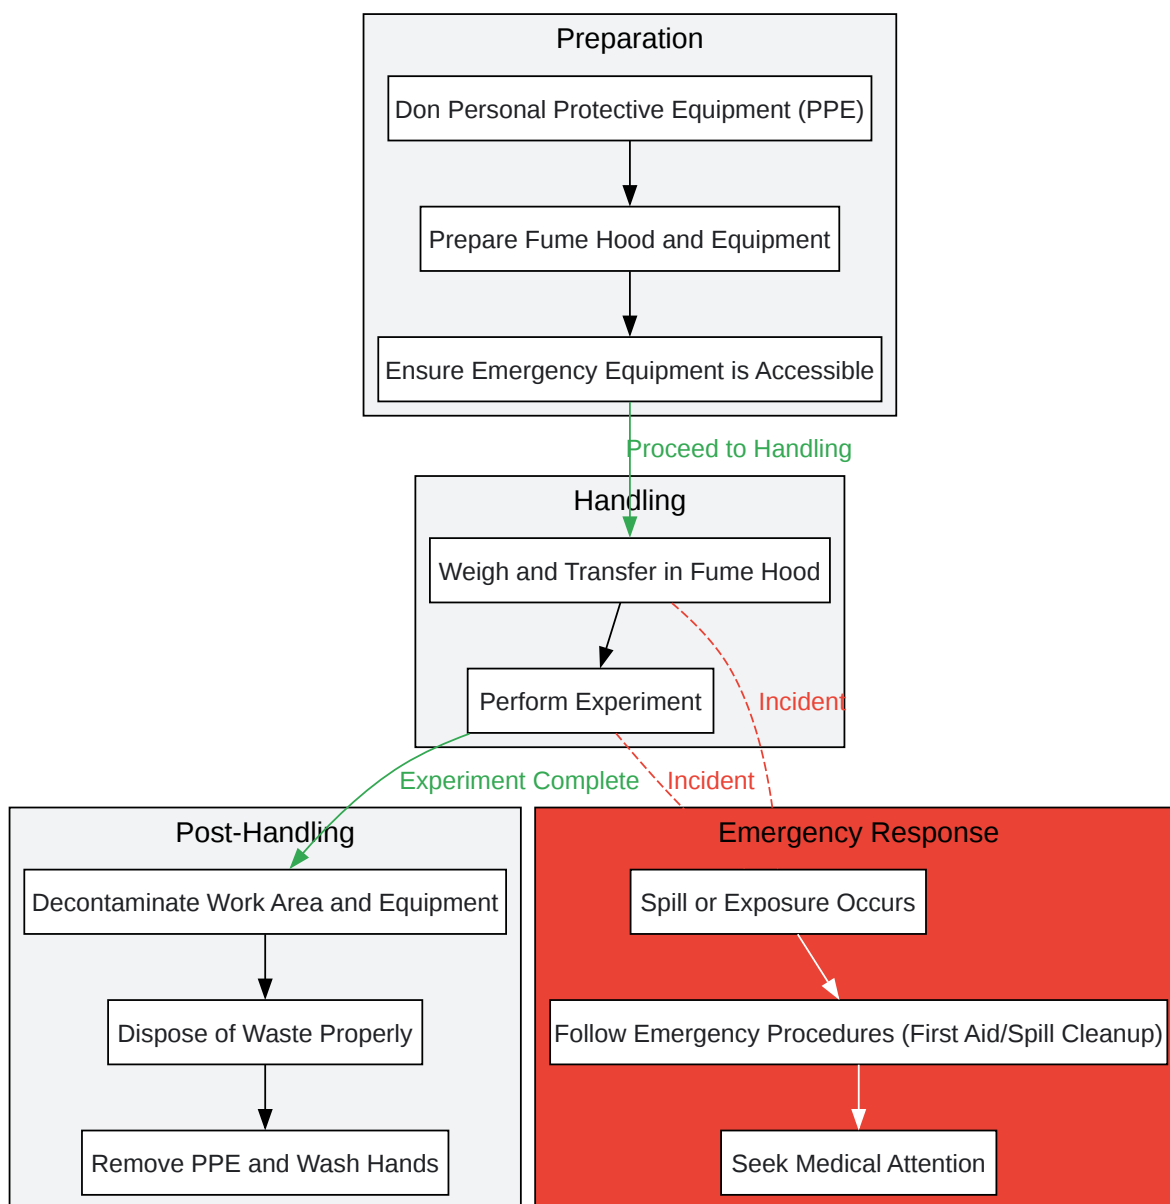 Preparation
Don Personal Protective Equipment (PPE)
Prepare Fume Hood and Equipment
Ensure Emergency Equipment is Accessible
Proceed to Handling
Handling
Weigh and Transfer in Fume Hood
Perform Experiment
Incident
Experiment Complete
Incident
Post-Handling
Decontaminate Work Area and Equipment
Dispose of Waste Properly
Remove PPE and Wash Hands
Emergency Response
Spill or Exposure Occurs
Follow Emergency Procedures (First Aid/Spill Cleanup)
Seek Medical Attention